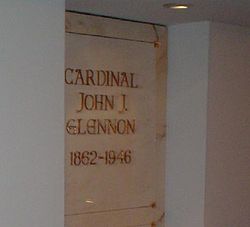 CARDINAL
JOHN J.
GLENNON
1862-1946